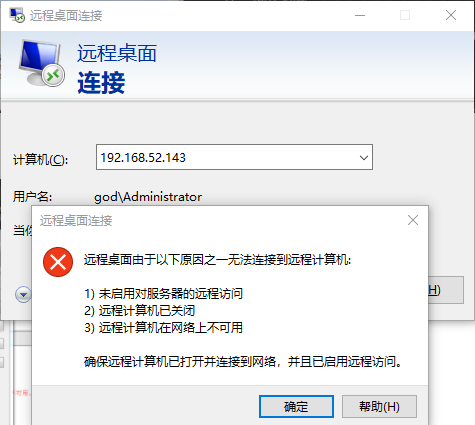 远程桌面连接
远程桌面
连接
计算机(C):
192.168.52.143
用户名:
god\Administrator
远程桌面连接
远程桌面由于以下原因之一无法连接到远程计算机:
1) 未启用对服务器的远程访问
2) 远程计算机已关闭
3) 远程计算机在网络上不可用
确保远程计算机已打开并连接到网络，并且已启用远程访问。
确定
帮助(H)